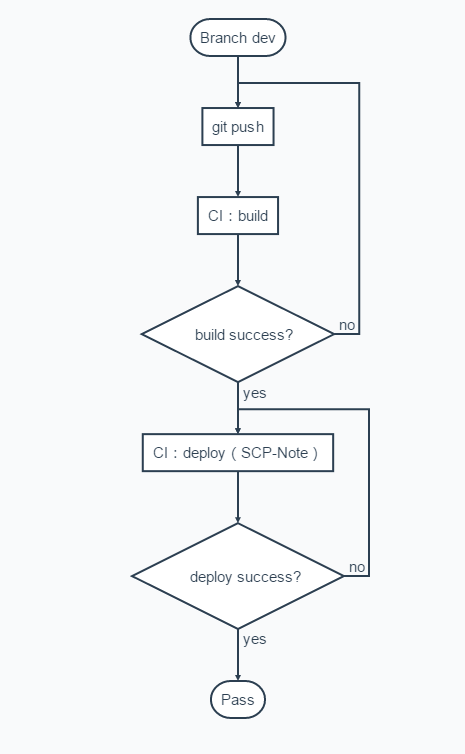 Branch dev
git push
CI：build
build success?
no
yes
CI：deploy（SCP-Note）
deploy success?
no
yes
Pass